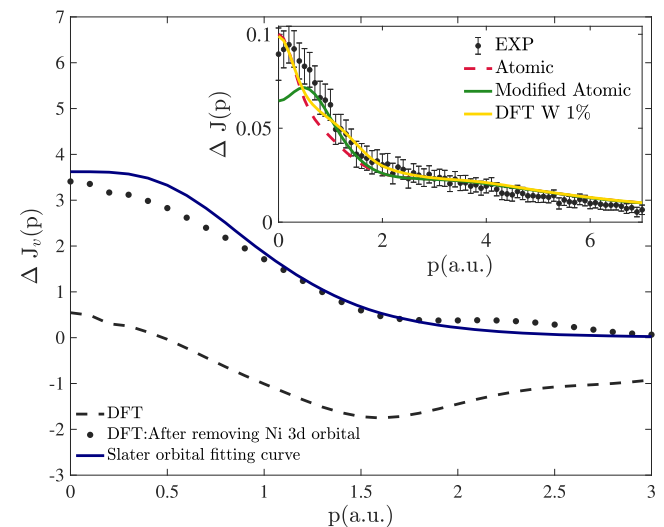 7
6
5
4
3
2
1
0
-1
-2
-3
Δ J_v(p)
0
0.5
1
1.5
2
2.5
3
p(a.u.)
DFT
DFT:After removing Ni 3d orbital
Slater orbital fitting curve
0.1
0.05
0
Δ J(p)
0
2
4
6
p(a.u.)
EXP
Atomic
Modified Atomic
DFT W 1%